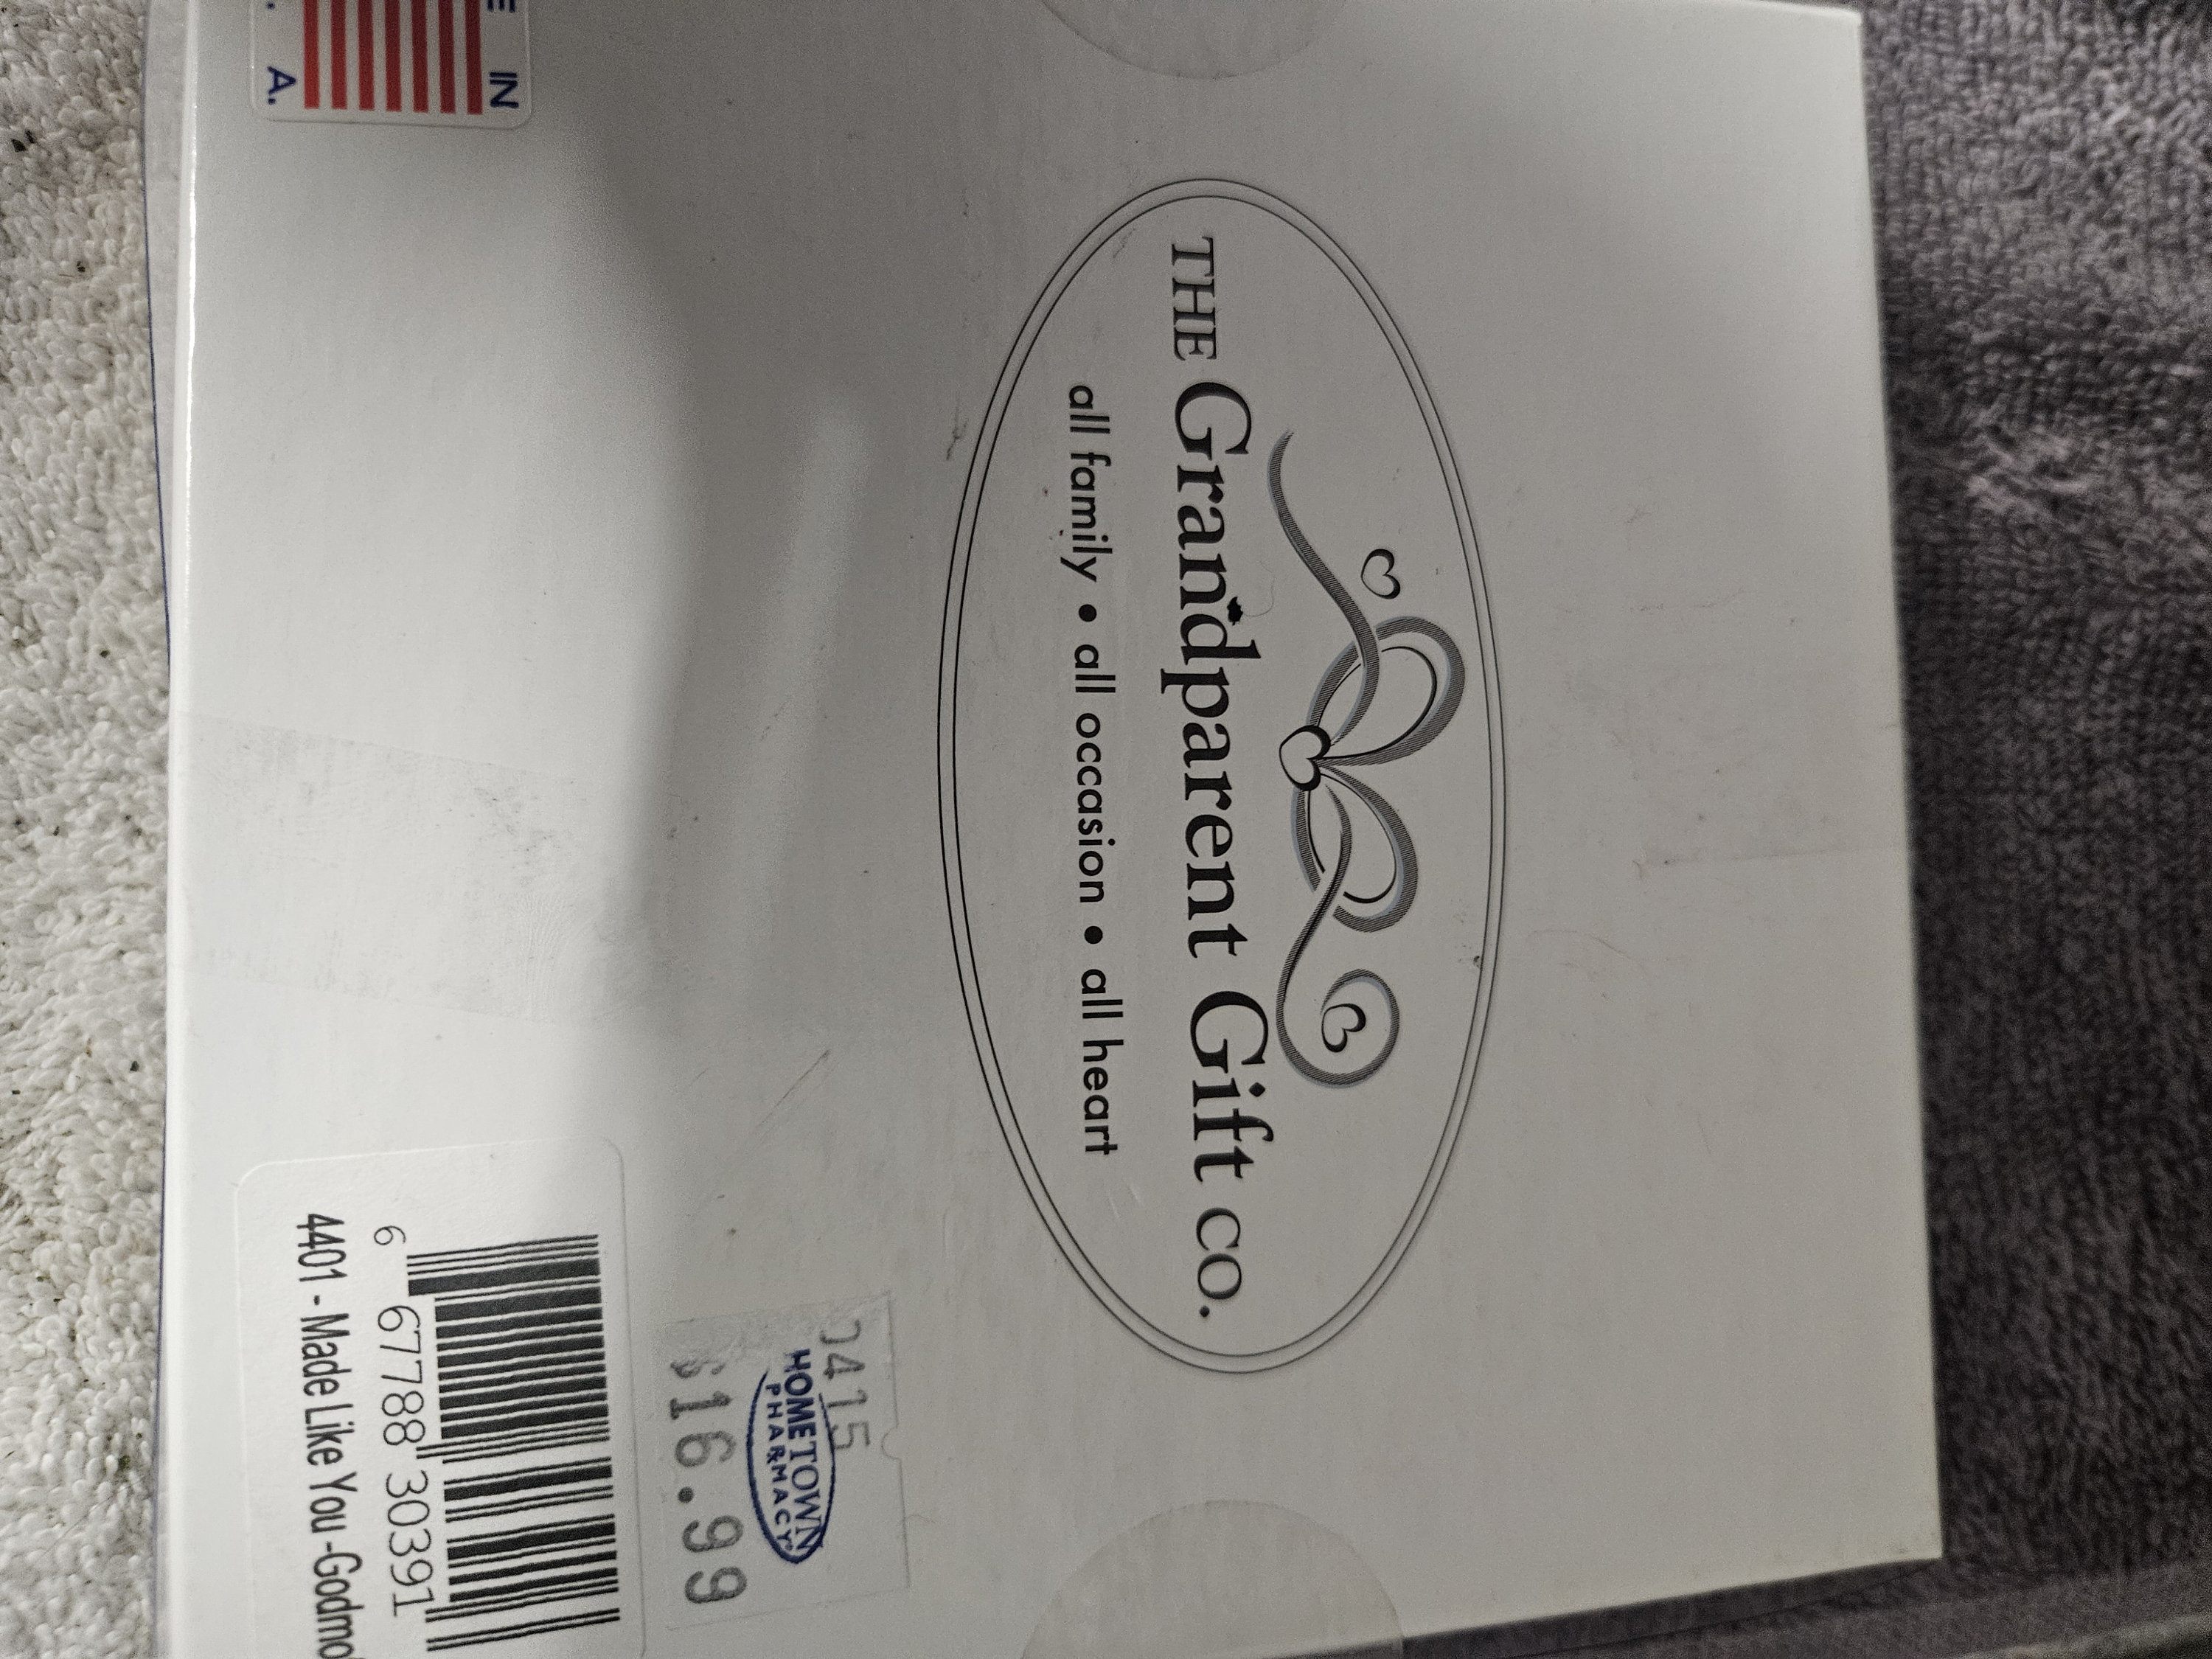 THE Grandparent Gift CO.
all family • all occasion • all heart
0415
HOMETOWN
PHARMACY
$16.99
6 67788 30391
4401 - Made Like You -Godmo
IN
A.